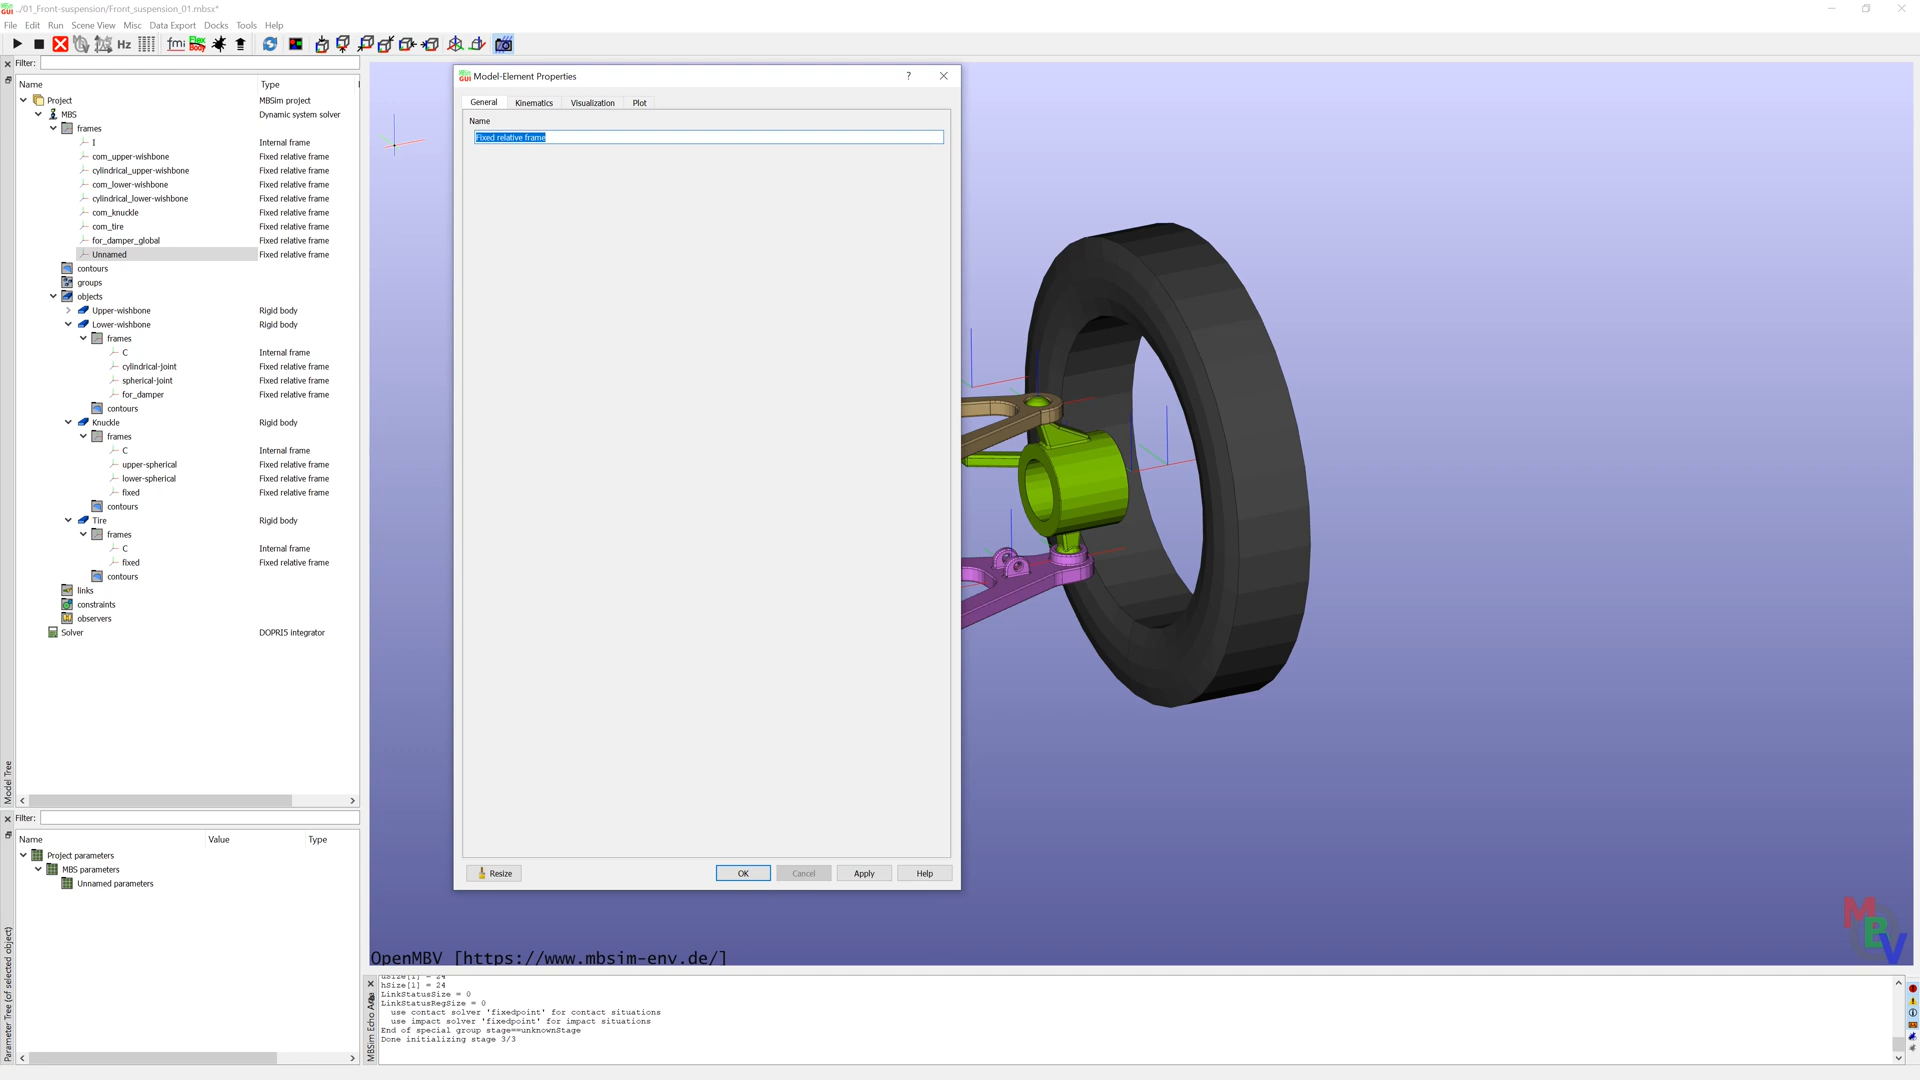 ../01_Front-suspension/Front_suspension_01.mbsx*
File Edit Run Scene View Misc Data Export Docks Tools Help
Hz fmi Flex Body
Filter:
Name Type
Project MBSim project
MBS Dynamic system solver
frames
I Internal frame
com_upper-wishbone Fixed relative frame
cylindrical_upper-wishbone Fixed relative frame
com_lower-wishbone Fixed relative frame
cylindrical_lower-wishbone Fixed relative frame
com_knuckle Fixed relative frame
com_tire Fixed relative frame
for_damper_global Fixed relative frame
Unnamed Fixed relative frame
contours
groups
objects
Upper-wishbone Rigid body
Lower-wishbone Rigid body
frames
C Internal frame
cylindrical-joint Fixed relative frame
spherical-joint Fixed relative frame
for_damper Fixed relative frame
contours
Knuckle Rigid body
frames
C Internal frame
upper-spherical Fixed relative frame
lower-spherical Fixed relative frame
fixed Fixed relative frame
contours
Tire Rigid body
frames
C Internal frame
fixed Fixed relative frame
contours
links
constraints
observers
Solver DOPRI5 integrator
Model Tree
Filter:
Name Value Type
Project parameters
MBS parameters
Unnamed parameters
Parameter Tree (of selected object)
GUI Model-Element Properties ?
General Kinematics Visualization Plot
Name
Fixed relative frame
Resize OK Cancel Apply Help
OpenMBV [https://www.mbsim-env.de/]
MBV
MBSim Echo Area
uSize[1] = 24
hSize[1] = 24
LinkStatusSize = 0
LinkStatusRegSize = 0
use contact solver 'fixedpoint' for contact situations
use impact solver 'fixedpoint' for impact situations
End of special group stage==unknownStage
Done initializing stage 3/3